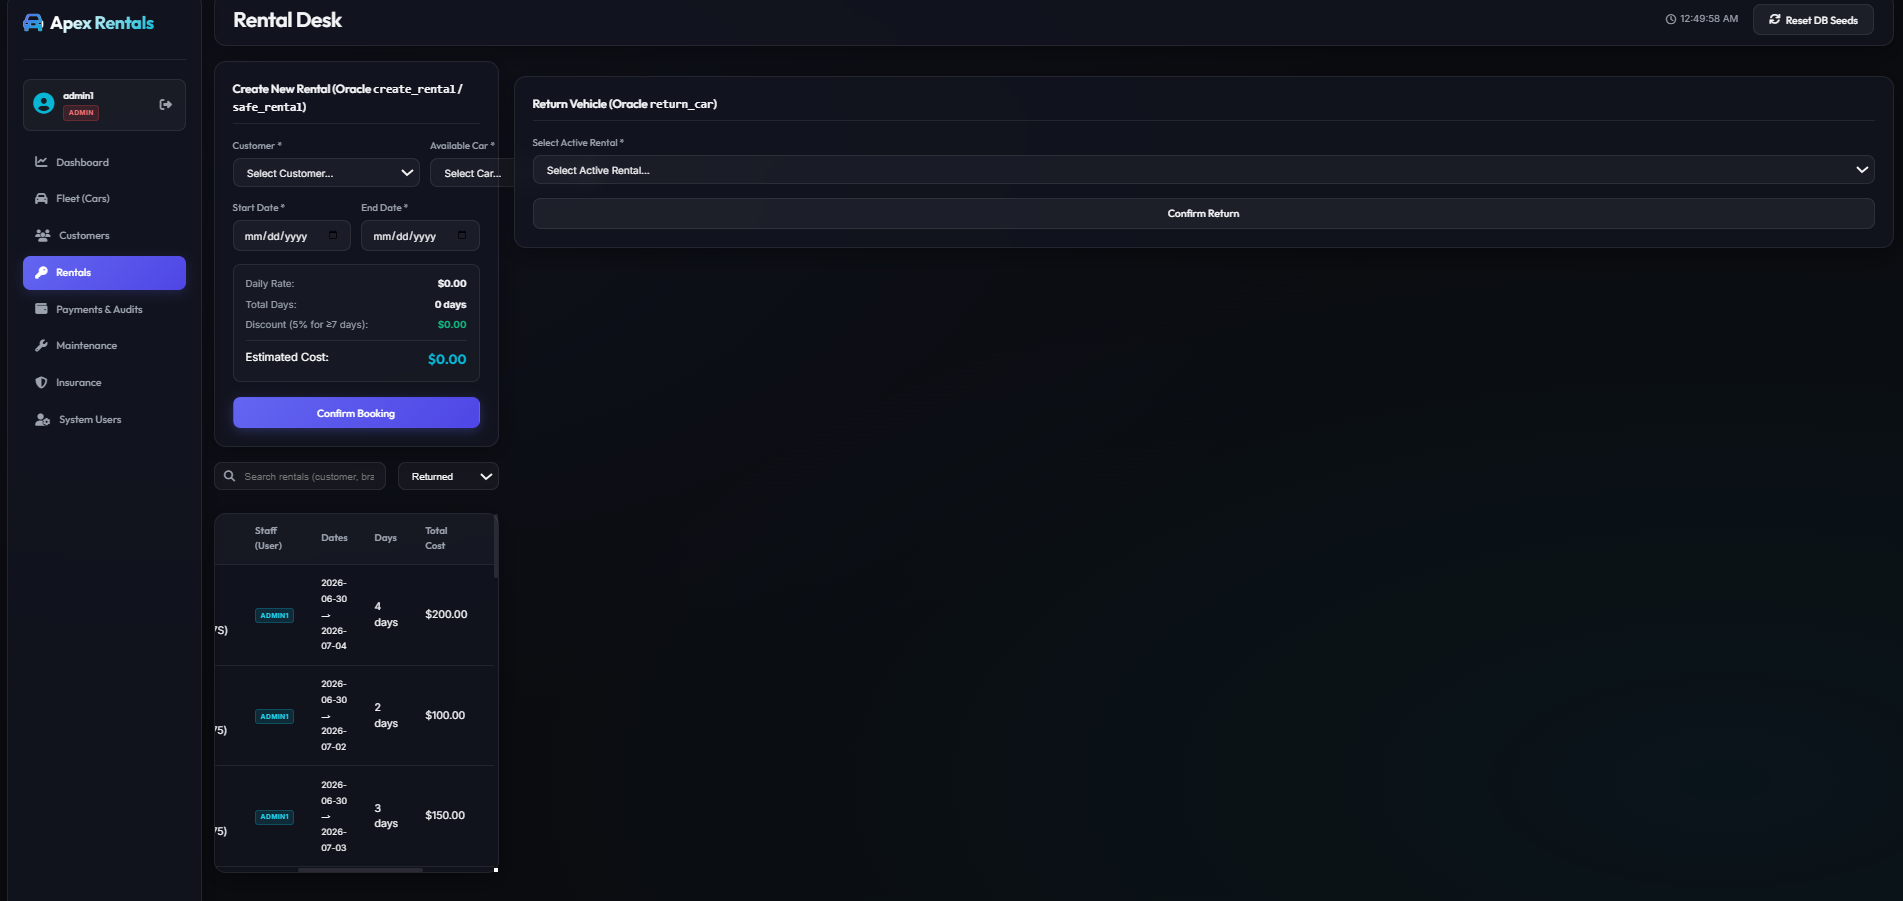 Apex Rentals
admin1
ADMIN
Dashboard
Fleet (Cars)
Customers
Rentals
Payments & Audits
Maintenance
Insurance
System Users
Rental Desk
12:49:58 AM
Reset DB Seeds
Create New Rental (Oracle create_rental /
safe_rental)
Customer *
Available Car *
Select Customer...
Select Car...
Start Date *
End Date *
mm/dd/yyyy
mm/dd/yyyy
Daily Rate:
$0.00
Total Days:
0 days
Discount (5% for ≥7 days):
$0.00
Estimated Cost:
$0.00
Confirm Booking
Search rentals (customer, bra
Returned
Staff
(User)
Dates
Days
Total
Cost
ADMIN1
2026-
06-30
→
2026-
07-04
4
days
$200.00
ADMIN1
2026-
06-30
→
2026-
07-02
2
days
$100.00
ADMIN1
2026-
06-30
→
2026-
07-03
3
days
$150.00
Return Vehicle (Oracle return_car)
Select Active Rental *
Select Active Rental...
Confirm Return